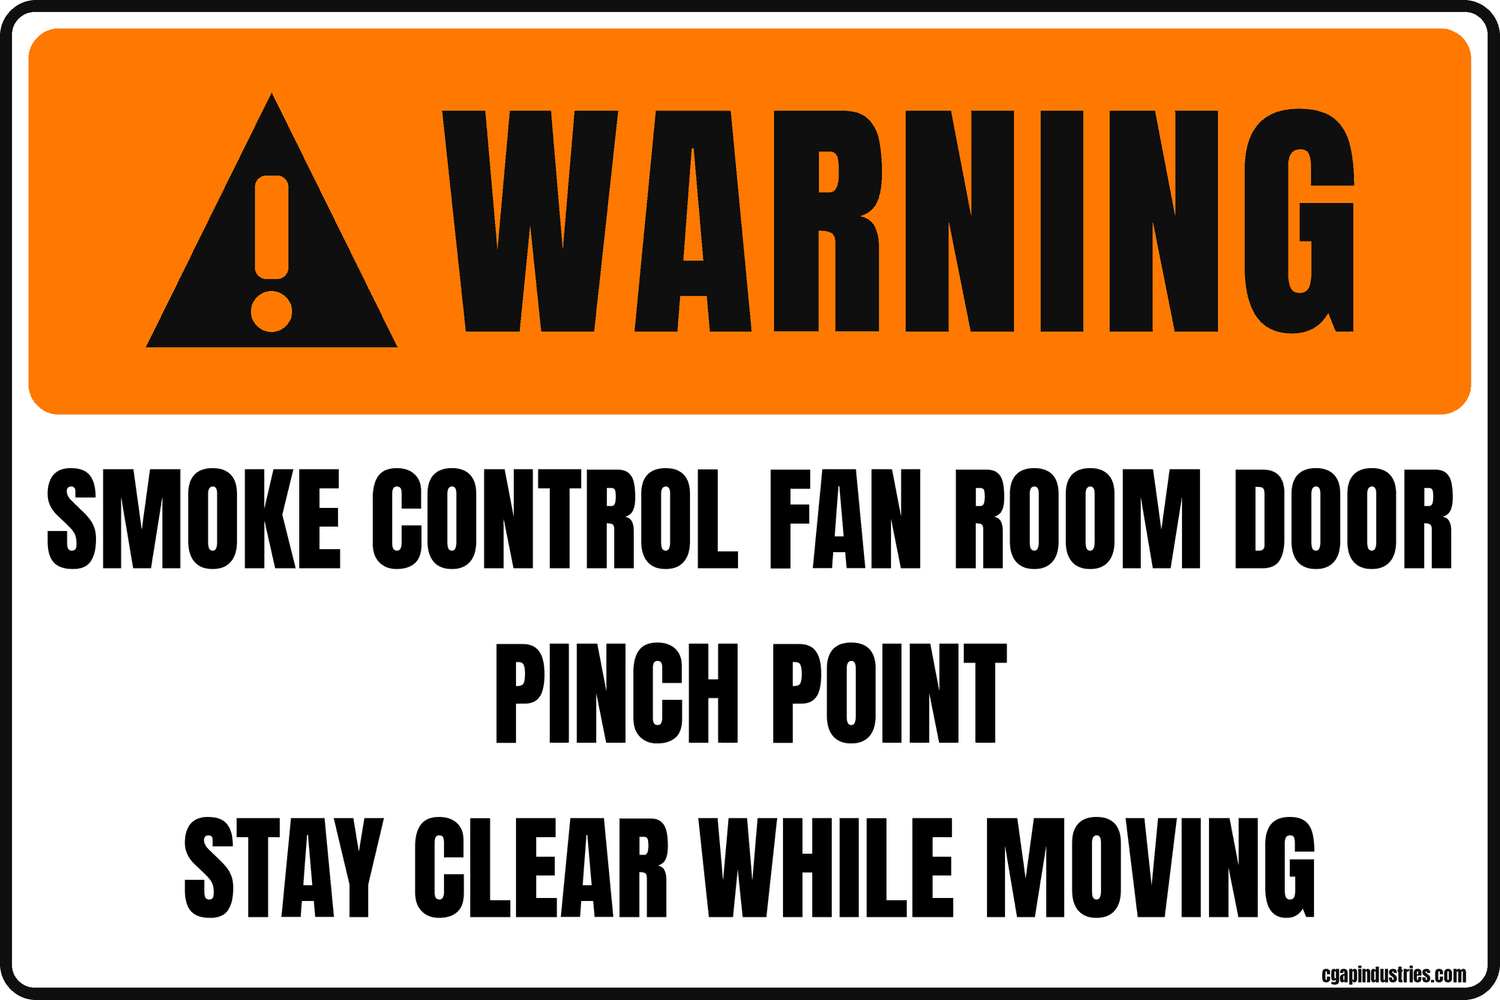 WARNING
SMOKE CONTROL FAN ROOM DOOR
PINCH POINT
STAY CLEAR WHILE MOVING
cgapindustries.com